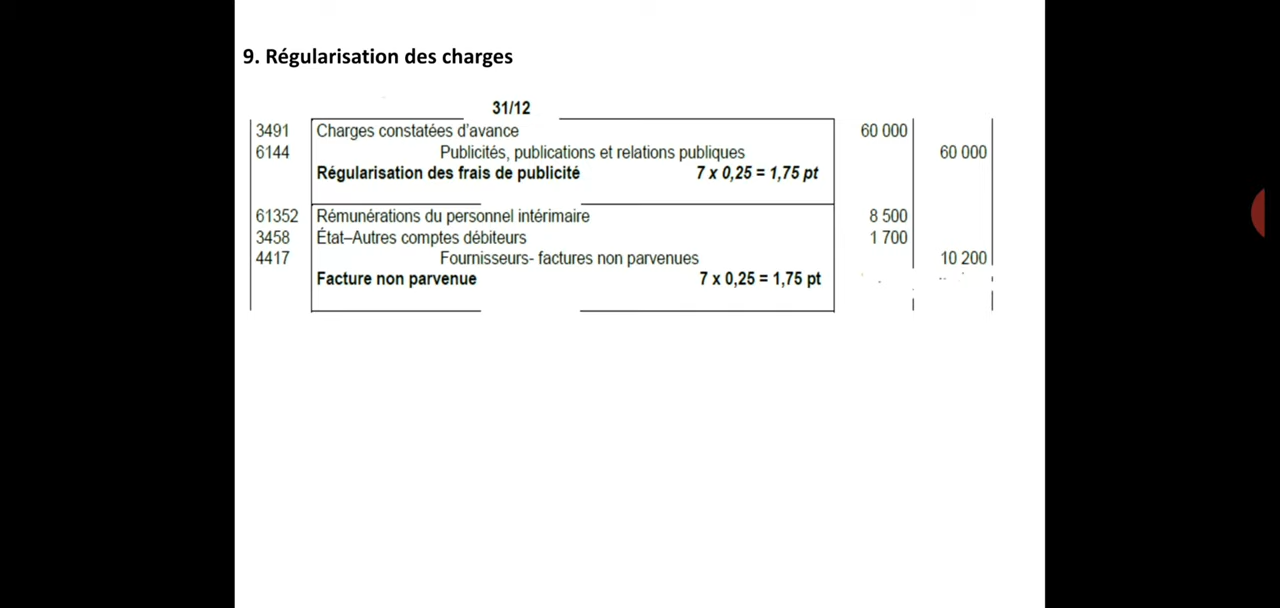 9. Régularisation des charges
31/12
3491 Charges constatées d'avance 60 000
6144 Publicités, publications et relations publiques 60 000
Régularisation des frais de publicité 7 x 0,25 = 1,75 pt
61352 Rémunérations du personnel intérimaire 8 500
3458 État–Autres comptes débiteurs 1 700
4417 Fournisseurs- factures non parvenues 10 200
Facture non parvenue 7 x 0,25 = 1,75 pt